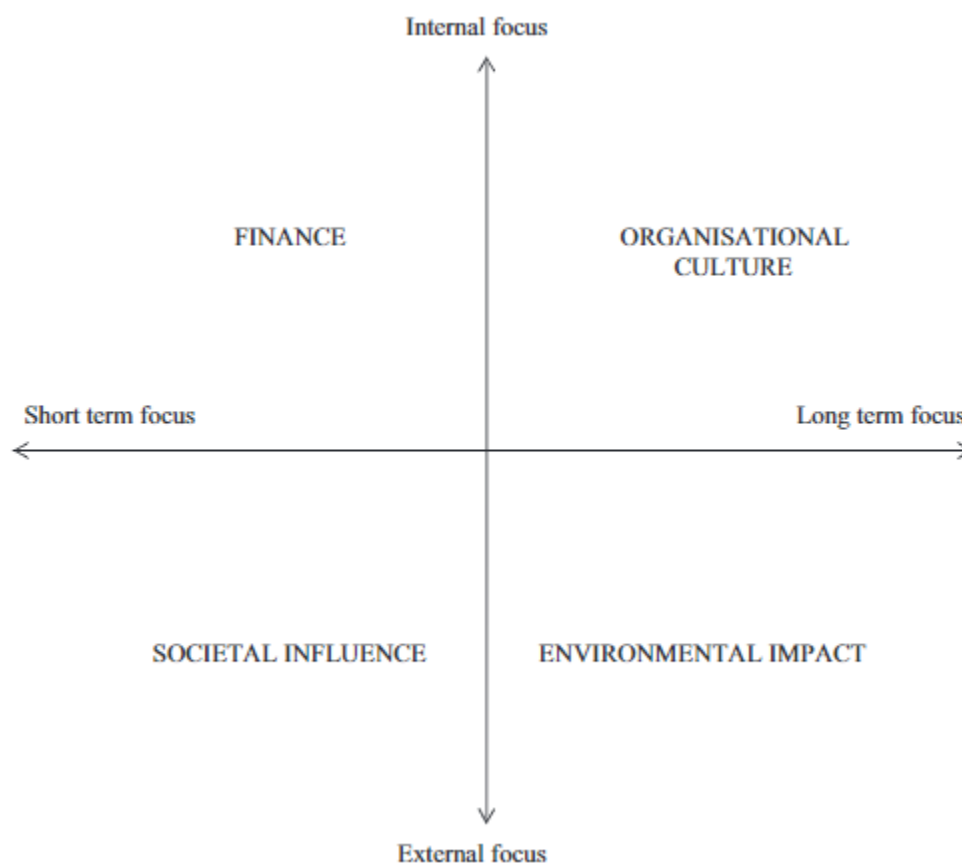 Internal focus
FINANCE
ORGANISATIONAL
CULTURE
Short term focus
Long term focus
SOCIETAL INFLUENCE
ENVIRONMENTAL IMPACT
External focus